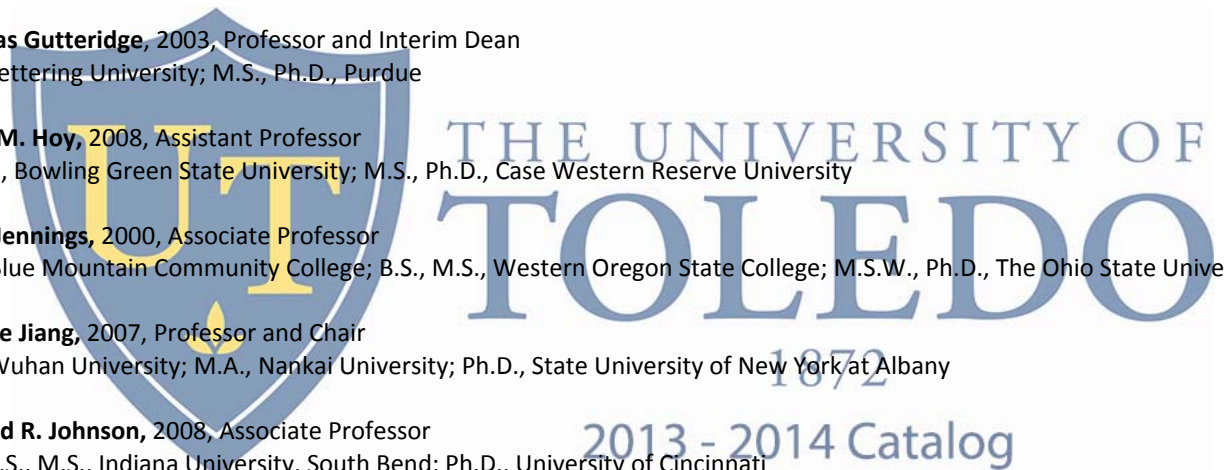 as Gutteridge, 2003, Professor and Interim Dean
ettering University; M.S., Ph.D., Purdue
M. Hoy, 2008, Assistant Professor
, Bowling Green State University; M.S., Ph.D., Case Western Reserve University
ennings, 2000, Associate Professor
lue Mountain Community College; B.S., M.S., Western Oregon State College; M.S.W., Ph.D., The Ohio State Unive
e Jiang, 2007, Professor and Chair
Wuhan University; M.A., Nankai University; Ph.D., State University of New York at Albany
d R. Johnson, 2008, Associate Professor
.S., M.S., Indiana University, South Bend; Ph.D., University of Cincinnati
UT
THE UNIVERSITY OF
TOLEDO
1872
2013 - 2014 Catalog